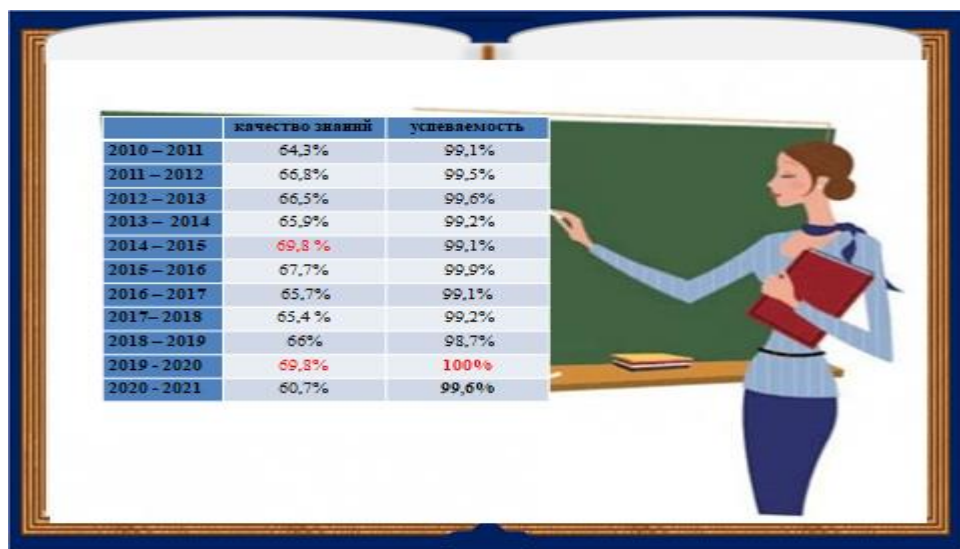 качество знаний успеваемость
2010 – 2011 64,3% 99,1%
2011 – 2012 66,8% 99,5%
2012 – 2013 66,5% 99,6%
2013 – 2014 65,9% 99,2%
2014 – 2015 69,8 % 99,1%
2015 – 2016 67,7% 99,9%
2016 – 2017 65,7% 99,1%
2017– 2018 65,4 % 99,2%
2018 – 2019 66% 98,7%
2019 - 2020 69,8% 100%
2020 - 2021 60,7% 99,6%